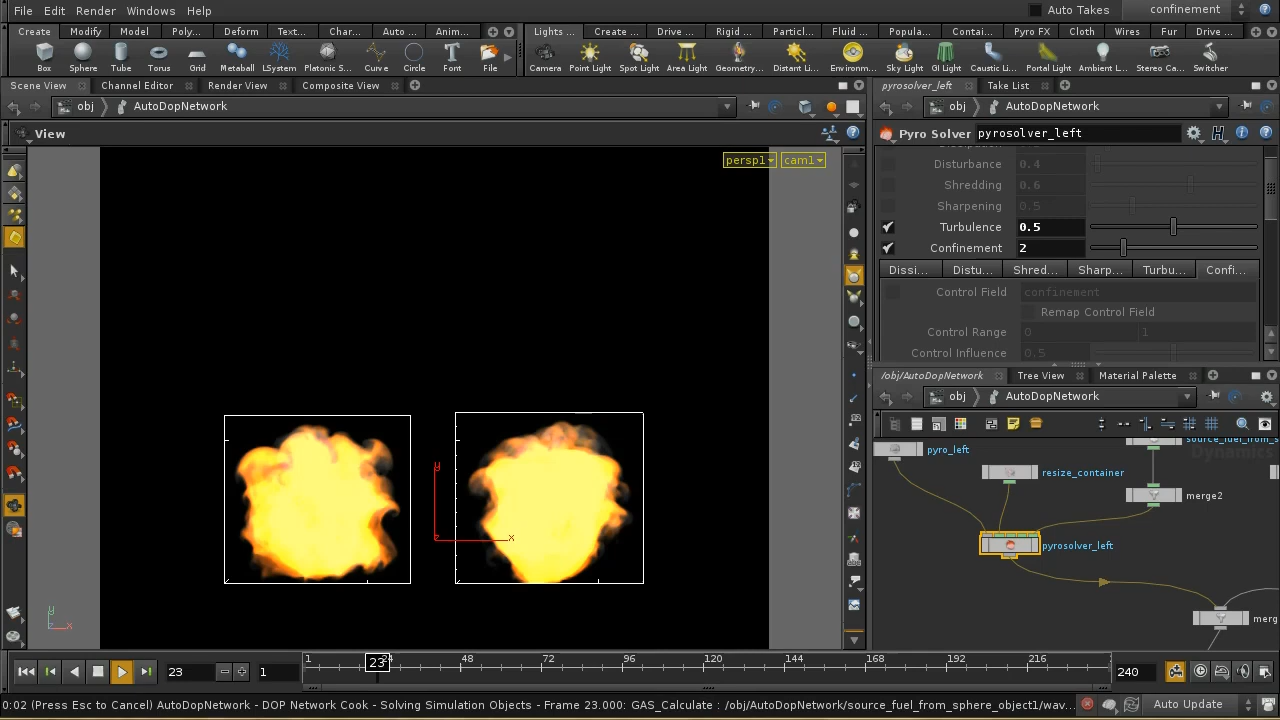 File Edit Render Windows Help
Auto Takes confinement
Create Modify Model Poly... Deform Text... Char... Auto ... Anim...
Lights ... Create ... Drive ... Rigid ... Particl... Fluid ... Popula... Contai... Pyro FX Cloth Wires Fur Drive ...
Box Sphere Tube Torus Grid Metaball LSystem Platonic S... Curve Circle Font File
Camera Point Light Spot Light Area Light Geometry... Distant Li... Environm... Sky Light GI Light Caustic Li... Portal Light Ambient L... Stereo Ca... Switcher
Scene View Channel Editor Render View Composite View
pyrosolver_left Take List
obj AutoDopNetwork
obj AutoDopNetwork
View
Pyro Solver pyrosolver_left
persp1 cam1
Disturbance 0.4
Shredding 0.6
Sharpening 0.5
Turbulence 0.5
Confinement 2
Dissi... Distu... Shred... Sharp... Turbu... Confi...
Control Field confinement
Remap Control Field
Control Range 0 1
Control Influence 0.5
/obj/AutoDopNetwork Tree View Material Palette
obj AutoDopNetwork
Dynamics
pyro_left
resize_container
merge2
pyrosolver_left
merg
y
x
y
z x
23 1
1 23 24 48 72 96 120 144 168 192 216
240
0:02 (Press Esc to Cancel) AutoDopNetwork - DOP Network Cook - Solving Simulation Objects - Frame 23.000: GAS_Calculate : /obj/AutoDopNetwork/source_fuel_from_sphere_object1/wav...
Auto Update